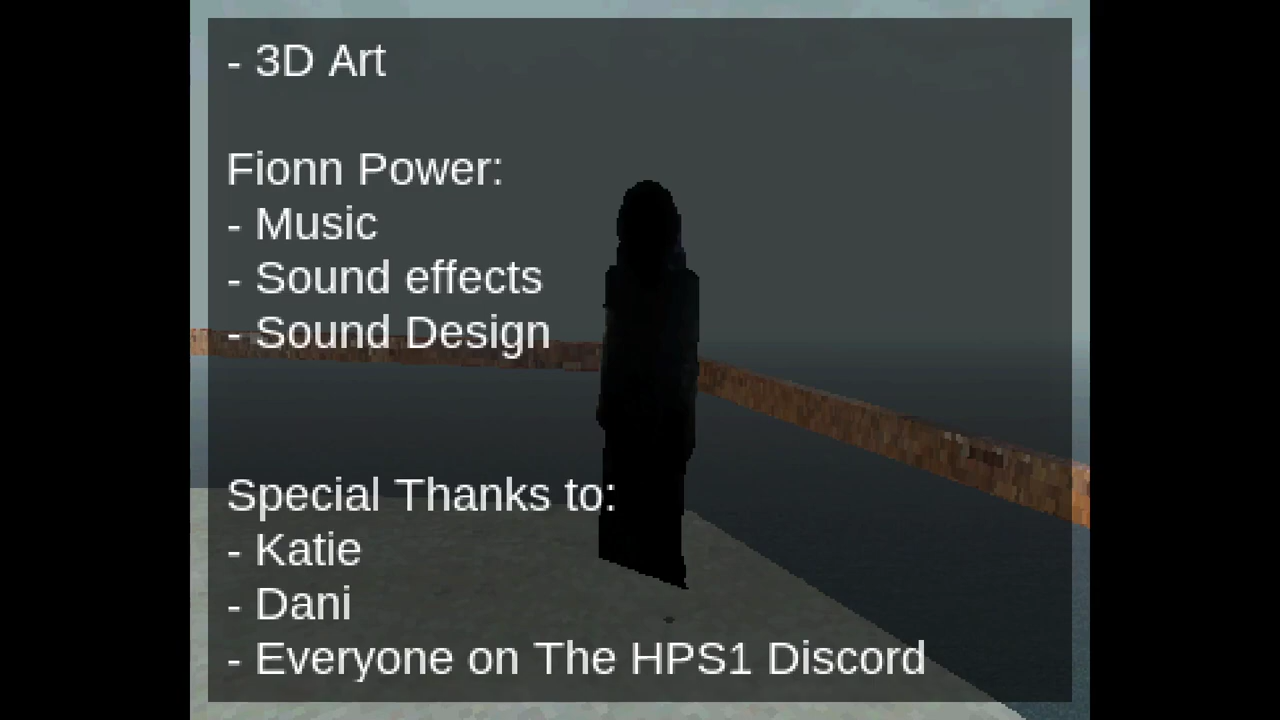 - 3D Art
Fionn Power:
- Music
- Sound effects
- Sound Design
Special Thanks to:
- Katie
- Dani
- Everyone on The HPS1 Discord